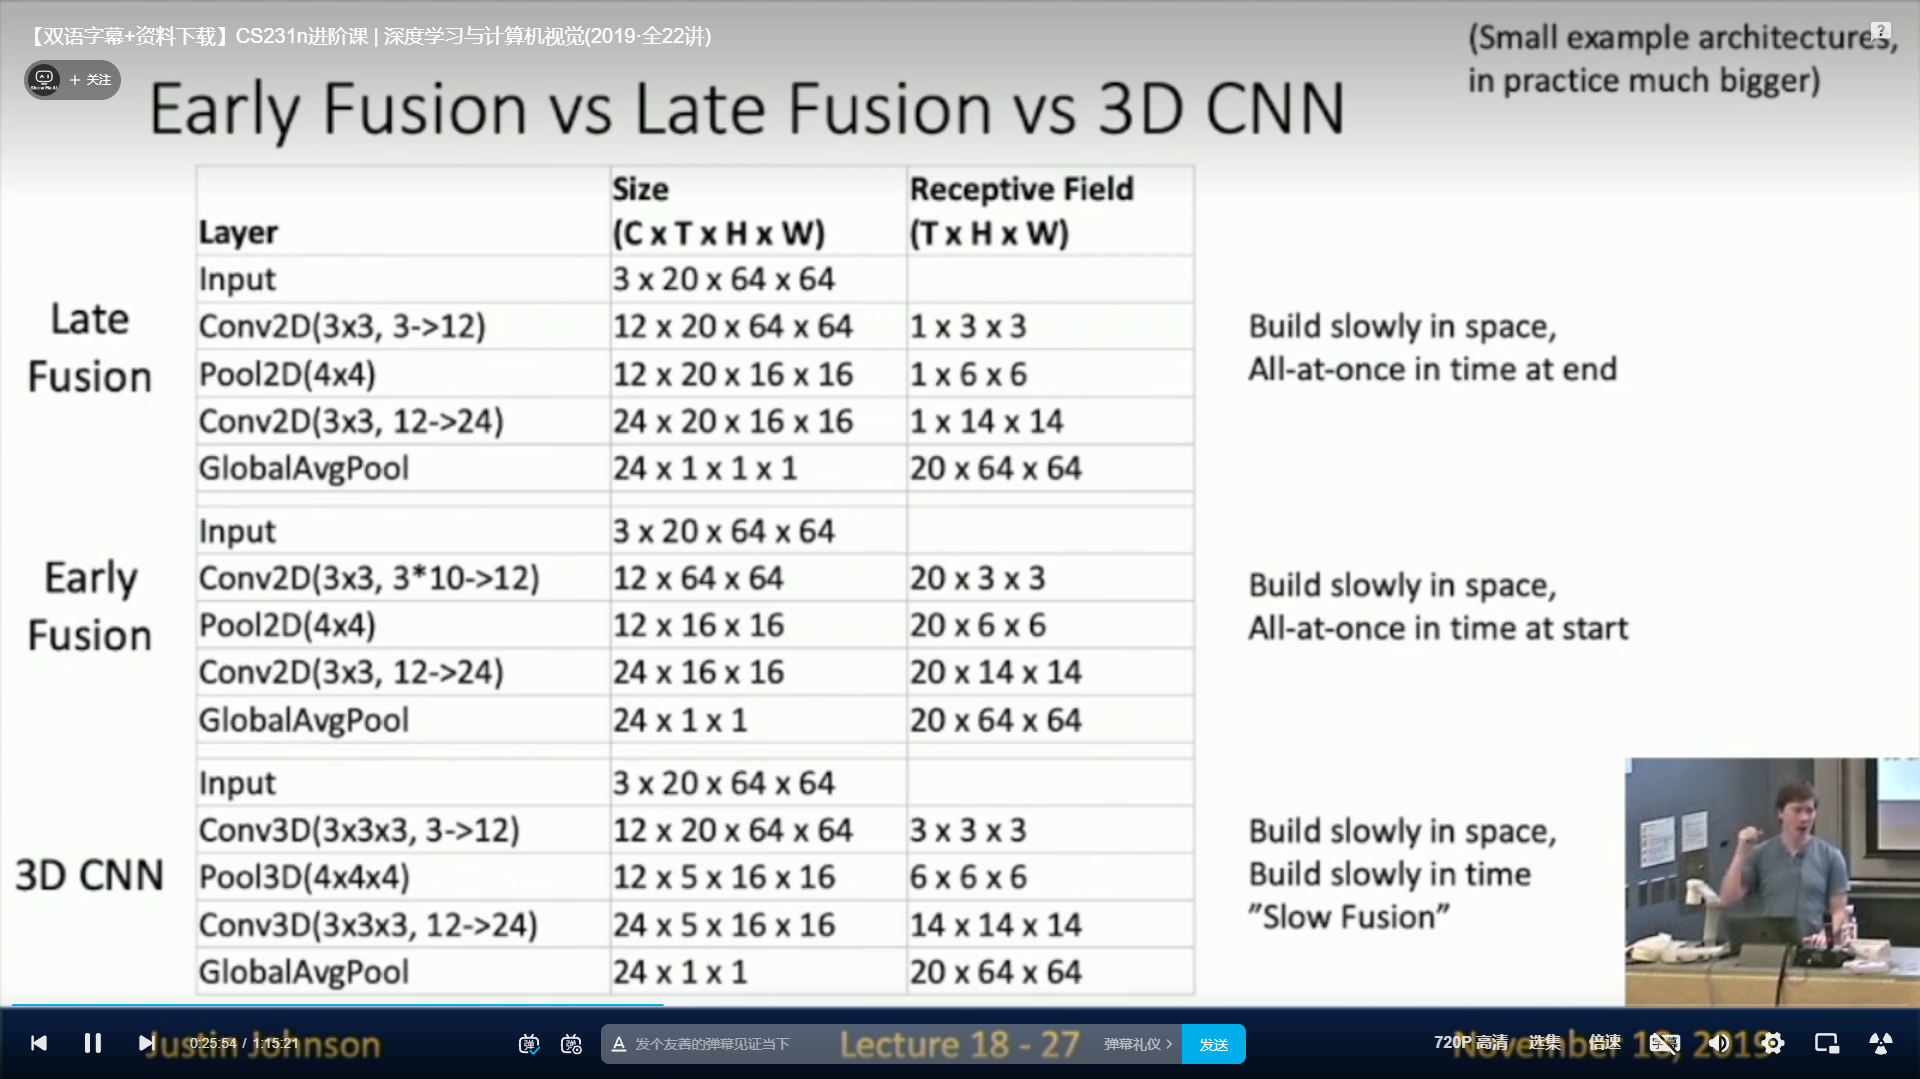 【双语字幕+资料下载】CS231n进阶课 | 深度学习与计算机视觉(2019·全22讲)
+ 关注
(Small example architectures,
in practice much bigger)
Early Fusion vs Late Fusion vs 3D CNN
Layer Size (C x T x H x W) Receptive Field (T x H x W)
Late Fusion
Input 3 x 20 x 64 x 64
Conv2D(3x3, 3->12) 12 x 20 x 64 x 64 1 x 3 x 3
Pool2D(4x4) 12 x 20 x 16 x 16 1 x 6 x 6
Conv2D(3x3, 12->24) 24 x 20 x 16 x 16 1 x 14 x 14
GlobalAvgPool 24 x 1 x 1 x 1 20 x 64 x 64
Build slowly in space,
All-at-once in time at end
Early Fusion
Input 3 x 20 x 64 x 64
Conv2D(3x3, 3*10->12) 12 x 64 x 64 20 x 3 x 3
Pool2D(4x4) 12 x 16 x 16 20 x 6 x 6
Conv2D(3x3, 12->24) 24 x 16 x 16 20 x 14 x 14
GlobalAvgPool 24 x 1 x 1 20 x 64 x 64
Build slowly in space,
All-at-once in time at start
3D CNN
Input 3 x 20 x 64 x 64
Conv3D(3x3x3, 3->12) 12 x 20 x 64 x 64 3 x 3 x 3
Pool3D(4x4x4) 12 x 5 x 16 x 16 6 x 6 x 6
Conv3D(3x3x3, 12->24) 24 x 5 x 16 x 16 14 x 14 x 14
GlobalAvgPool 24 x 1 x 1 20 x 64 x 64
Build slowly in space,
Build slowly in time
"Slow Fusion"
Justin Johnson
0:25:54 / 1:15:21
A 发个友善的弹幕见证当下
Lecture 18 - 27
弹幕礼仪 >
发送
720P 高清 选集 倍速
November 2019